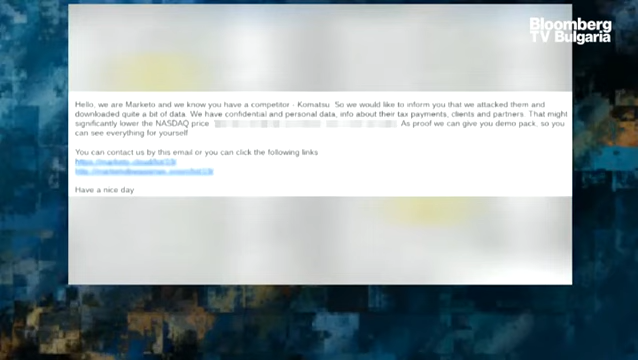 Bloomberg
TV Bulgaria
Hello, we are Marketo and we know you have a competitor - Komatsu. So we would like to inform you that we attacked them and
downloaded quite a bit of data. We have confidential and personal data, info about their tax payments, clients and partners. That might
significantly lower the NASDAQ price As proof we can give you demo pack, so you
can see everything for yourself
You can contact us by this email or you can click the following links
Have a nice day